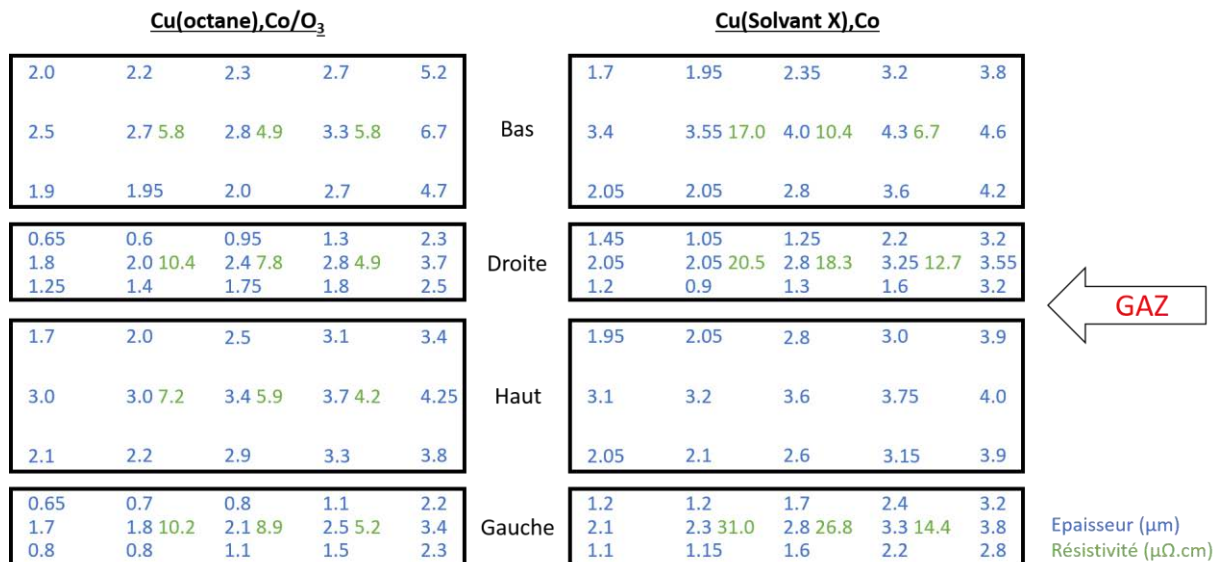 Cu(octane),Co/O3 Cu(Solvant X),Co
2.0 2.2 2.3 2.7 5.2 1.7 1.95 2.35 3.2 3.8
2.5 2.7 5.8 2.8 4.9 3.3 5.8 6.7 Bas 3.4 3.55 17.0 4.0 10.4 4.3 6.7 4.6
1.9 1.95 2.0 2.7 4.7 2.05 2.05 2.8 3.6 4.2
0.65 0.6 0.95 1.3 2.3 1.45 1.05 1.25 2.2 3.2
1.8 2.0 10.4 2.4 7.8 2.8 4.9 3.7 Droite 2.05 2.05 20.5 2.8 18.3 3.25 12.7 3.55
1.25 1.4 1.75 1.8 2.5 1.2 0.9 1.3 1.6 3.2
GAZ
1.7 2.0 2.5 3.1 3.4 1.95 2.05 2.8 3.0 3.9
3.0 3.0 7.2 3.4 5.9 3.7 4.2 4.25 Haut 3.1 3.2 3.6 3.75 4.0
2.1 2.2 2.9 3.3 3.8 2.05 2.1 2.6 3.15 3.9
0.65 0.7 0.8 1.1 2.2 1.2 1.2 1.7 2.4 3.2
1.7 1.8 10.2 2.1 8.9 2.5 5.2 3.4 Gauche 2.1 2.3 31.0 2.8 26.8 3.3 14.4 3.8 Epaisseur (µm)
0.8 0.8 1.1 1.5 2.3 1.1 1.15 1.6 2.2 2.8 Résistivité (µΩ.cm)